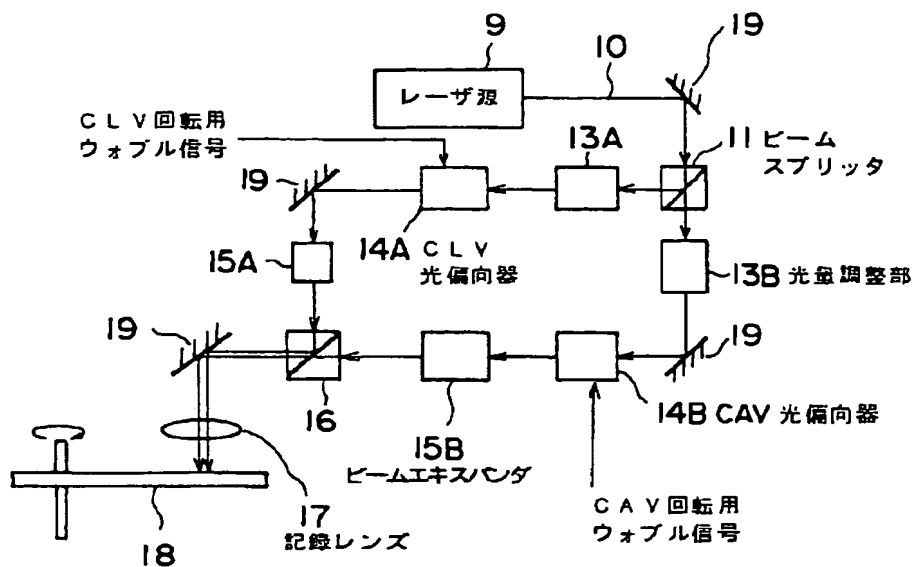 9
レーザ源
10
19
CLV回転用
ウォブル信号
13A
11 ビーム
スプリッタ
19
14A CLV
光偏向器
15A
13B 光量調整部
19
19
16
15B
ビームエキスパンダ
14B CAV 光偏向器
17
記録レンズ
18
CAV回転用
ウォブル信号